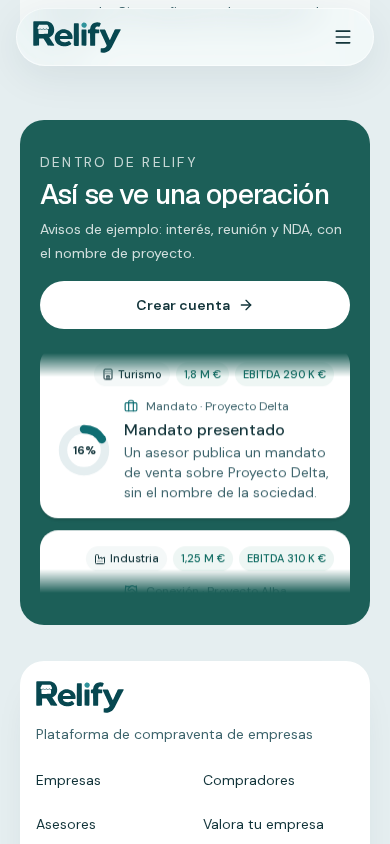 Relify
DENTRO DE RELIFY
Así se ve una operación
Avisos de ejemplo: interés, reunión y NDA, con
el nombre de proyecto.
Crear cuenta
Turismo
1,8 M €
EBITDA 290 K €
Mandato · Proyecto Delta
16%
Mandato presentado
Un asesor publica un mandato
de venta sobre Proyecto Delta,
sin el nombre de la sociedad.
Industria
1,25 M €
EBITDA 310 K €
Relify
Plataforma de compraventa de empresas
Empresas
Compradores
Asesores
Valora tu empresa